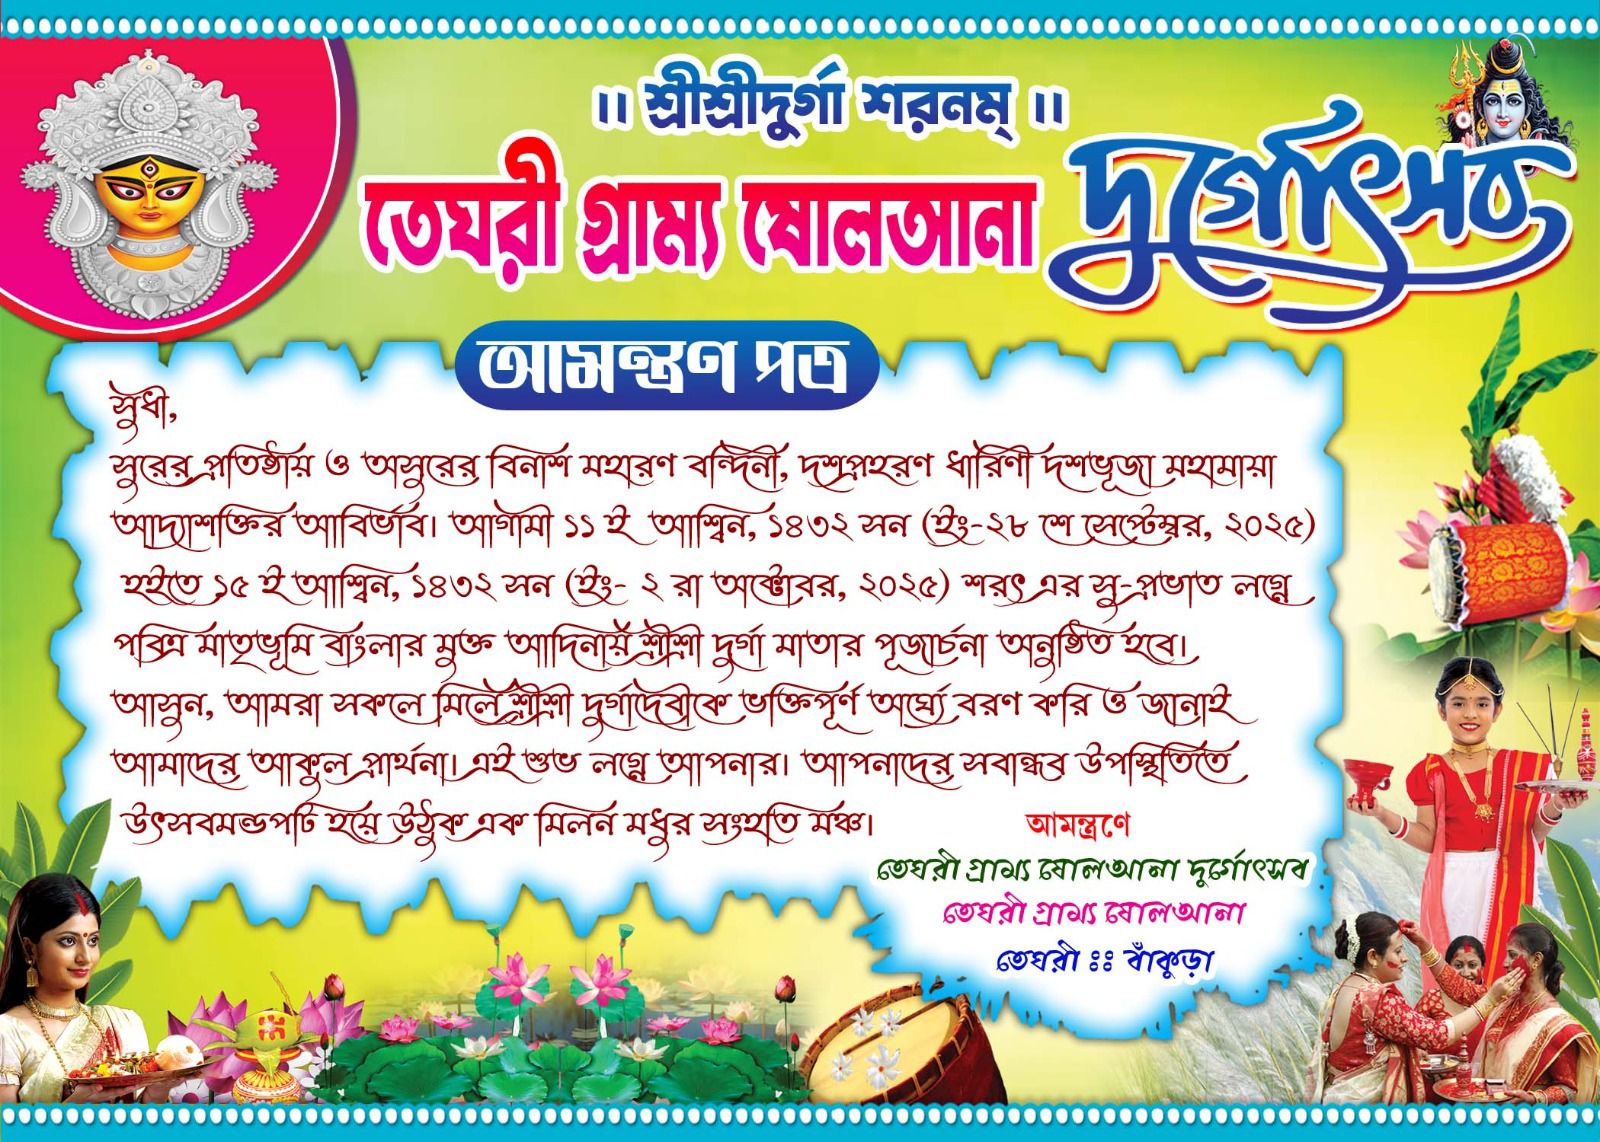 ।। শ্রীশ্রীদুর্গা শরনম্ ।।
তেঘরী গ্রাম্য ষোলআনা দুর্গোৎসব
আমন্ত্রণ পত্র
সুধী,
সুরের প্রতিষ্ঠায় ও অসুরের বিনাশ মহারণ বন্দিনী, দশপ্রহরণ ধারিণী দশভূজা মহামায়া
আদ্যাশক্তির আবির্ভাব। আগামী ১১ ই আশ্বিন, ১৪৩২ সন (ইং-২৮ শে সেপ্টেম্বর, ২০২৫)
হইতে ১৫ ই আশ্বিন, ১৪৩২ সন (ইং- ২ রা অক্টোবর, ২০২৫) শরৎ এর সু-প্রভাত লগ্নে
পবিত্র মাতৃভূমি বাংলার মুক্ত আদিনায় শ্রীশ্রী দুর্গা মাতার পূজার্চনা অনুষ্ঠিত হবে।
আসুন, আমরা সকলে মিলে শ্রীশ্রী দুর্গাদেবীকে ভক্তিপূর্ণ অর্ঘ্যে বরণ করি ও জানাই
আমাদের আকুল প্রার্থনা। এই শুভ লগ্নে আপনার। আপনাদের সবান্ধব উপস্থিতিতে
উৎসবমন্ডপটি হয়ে উঠুক এক মিলন মধুর সংহতি মঞ্চ।
আমন্ত্রণে
তেঘরী গ্রাম্য ষোলআনা দুর্গোৎসব
তেঘরী গ্রাম্য ষোলআনা
তেঘরী ঃঃ বাঁকুড়া